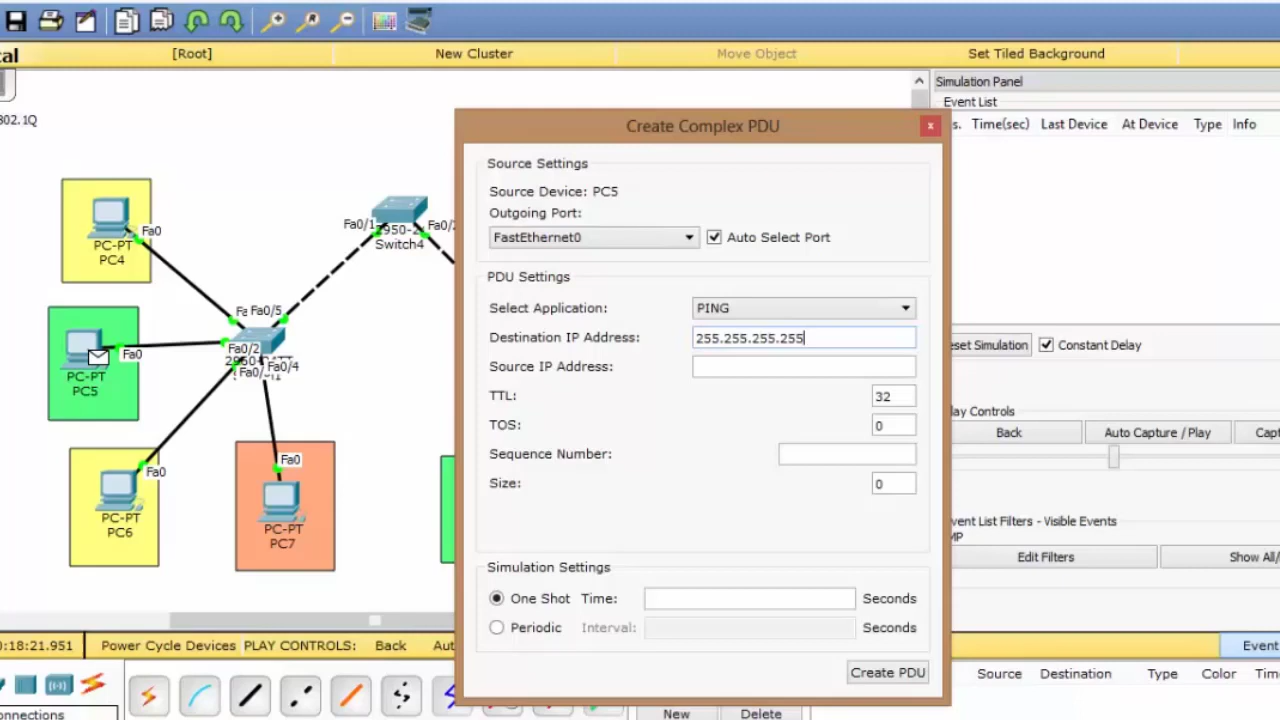 al
[Root]
New Cluster
Move Object
Set Tiled Background
Simulation Panel
Event List
s. Time(sec) Last Device At Device Type Info
802.1Q
Create Complex PDU
x
Source Settings
Source Device: PC5
Outgoing Port:
FastEthernet0
Auto Select Port
PDU Settings
Select Application: PING
Destination IP Address: 255.255.255.255
Source IP Address:
TTL: 32
TOS: 0
Sequence Number:
Size: 0
Simulation Settings
One Shot Time: Seconds
Periodic Interval: Seconds
Create PDU
Fa0
PC-PT
PC4
Fa0/1
Fa0/
2950-2
Switch4
Fa
Fa0/5
Fa0/2
Fa0/
Fa0/4
Fa0
PC-PT
PC5
Fa0
PC-PT
PC6
Fa0
PC-PT
PC7
eset Simulation
Constant Delay
lay Controls
Back
Auto Capture / Play
Capt
vent List Filters - Visible Events
MP
Edit Filters
Show All/
0:18:21.951
Power Cycle Devices PLAY CONTROLS: Back Aut
Event
Source Destination Type Color Tim
onnections
New
Delete